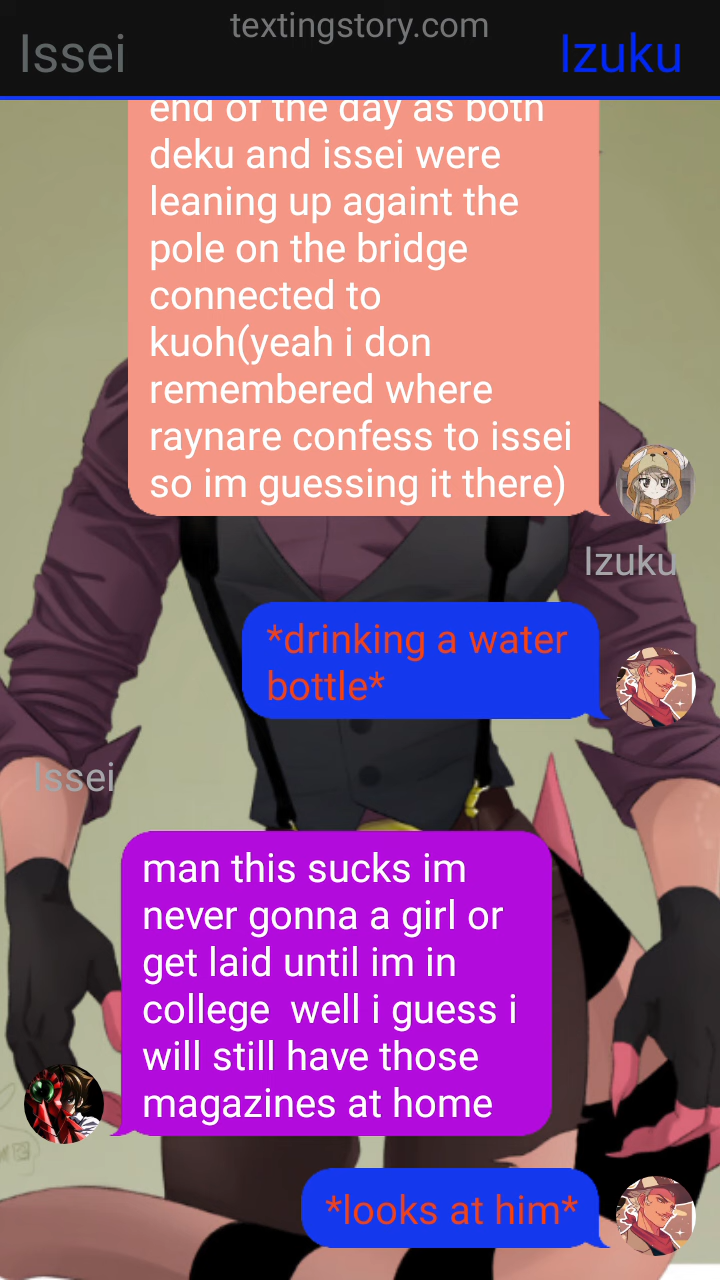 textingstory.com
Issei
Izuku
end of the day as both
deku and issei were
leaning up againt the
pole on the bridge
connected to
kuoh(yeah i don
remembered where
raynare confess to issei
so im guessing it there)
Izuku
*drinking a water
bottle*
Issei
man this sucks im
never gonna a girl or
get laid until im in
college  well i guess i
will still have those
magazines at home
*looks at him*